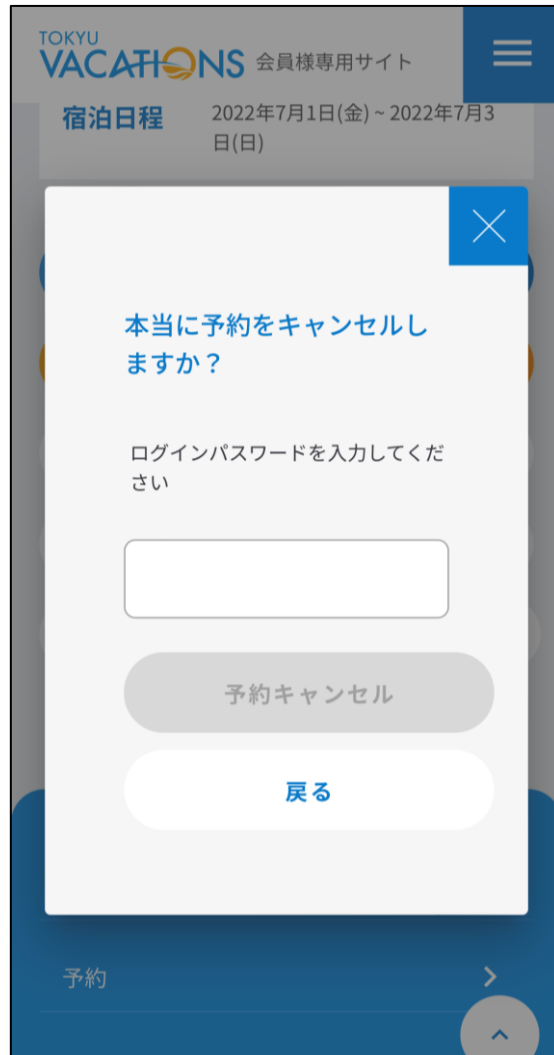 TOKYU
VACATIONS 会員様専用サイト
宿泊日程 2022年7月1日(金) ~ 2022年7月3
日(日)
本当に予約をキャンセルし
ますか？
ログインパスワードを入力してくだ
さい
予約キャンセル
戻る
予約